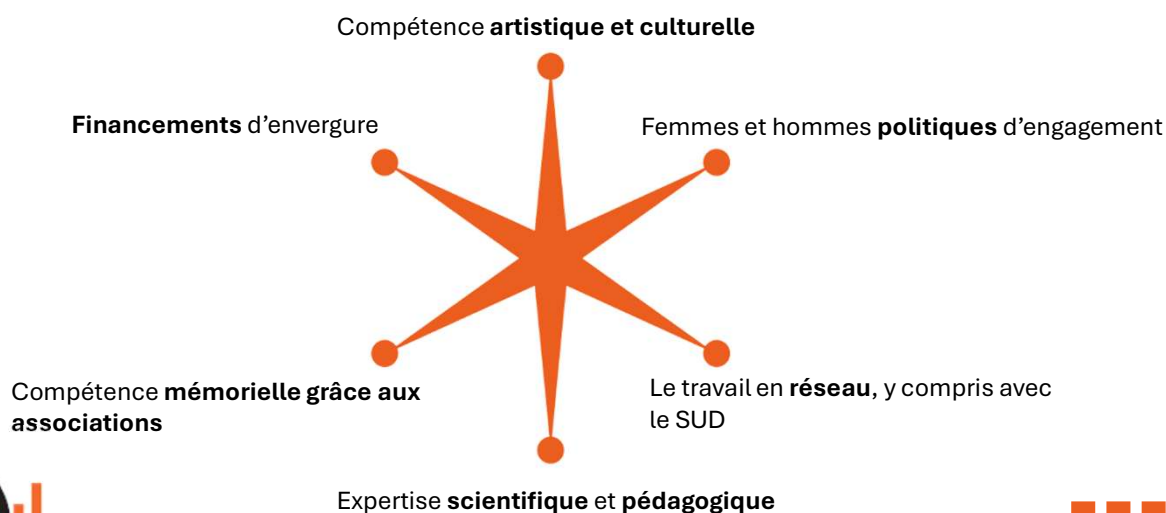 Compétence artistique et culturelle
Financements d’envergure
Femmes et hommes politiques d’engagement
Compétence mémorielle grâce aux
associations
Le travail en réseau, y compris avec
le SUD
Expertise scientifique et pédagogique